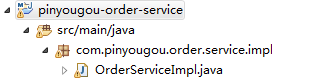 pinyougou-order-service
src/main/java
com.pinyougou.order.service.impl
OrderServiceImpl.java